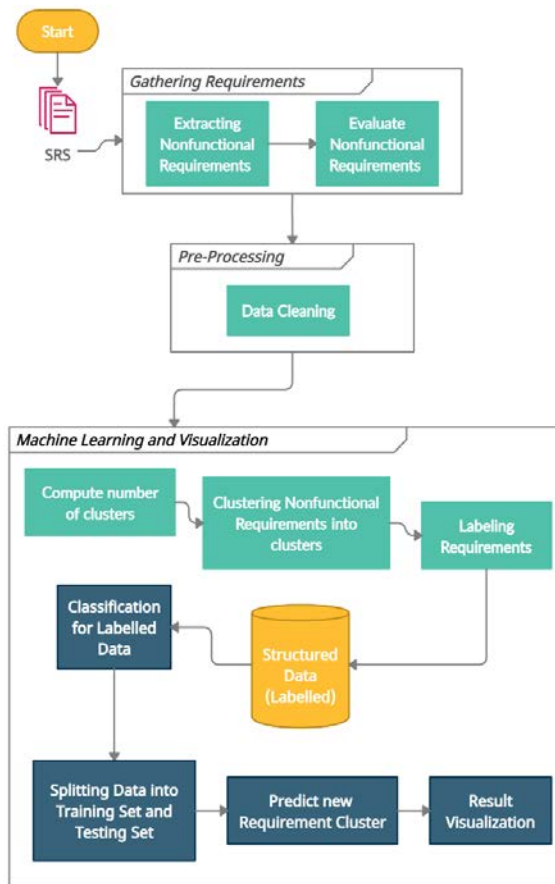 Start
SRS
Gathering Requirements
Extracting
Nonfunctional
Requirements
Evaluate
Nonfunctional
Requirements
Pre-Processing
Data Cleaning
Machine Learning and Visualization
Compute number
of clusters
Clustering Nonfunctional
Requirements into
clusters
Labeling
Requirements
Classification
for Labelled
Data
Structured
Data
(Labelled)
Splitting Data into
Training Set and
Testing Set
Predict new
Requirement Cluster
Result
Visualization